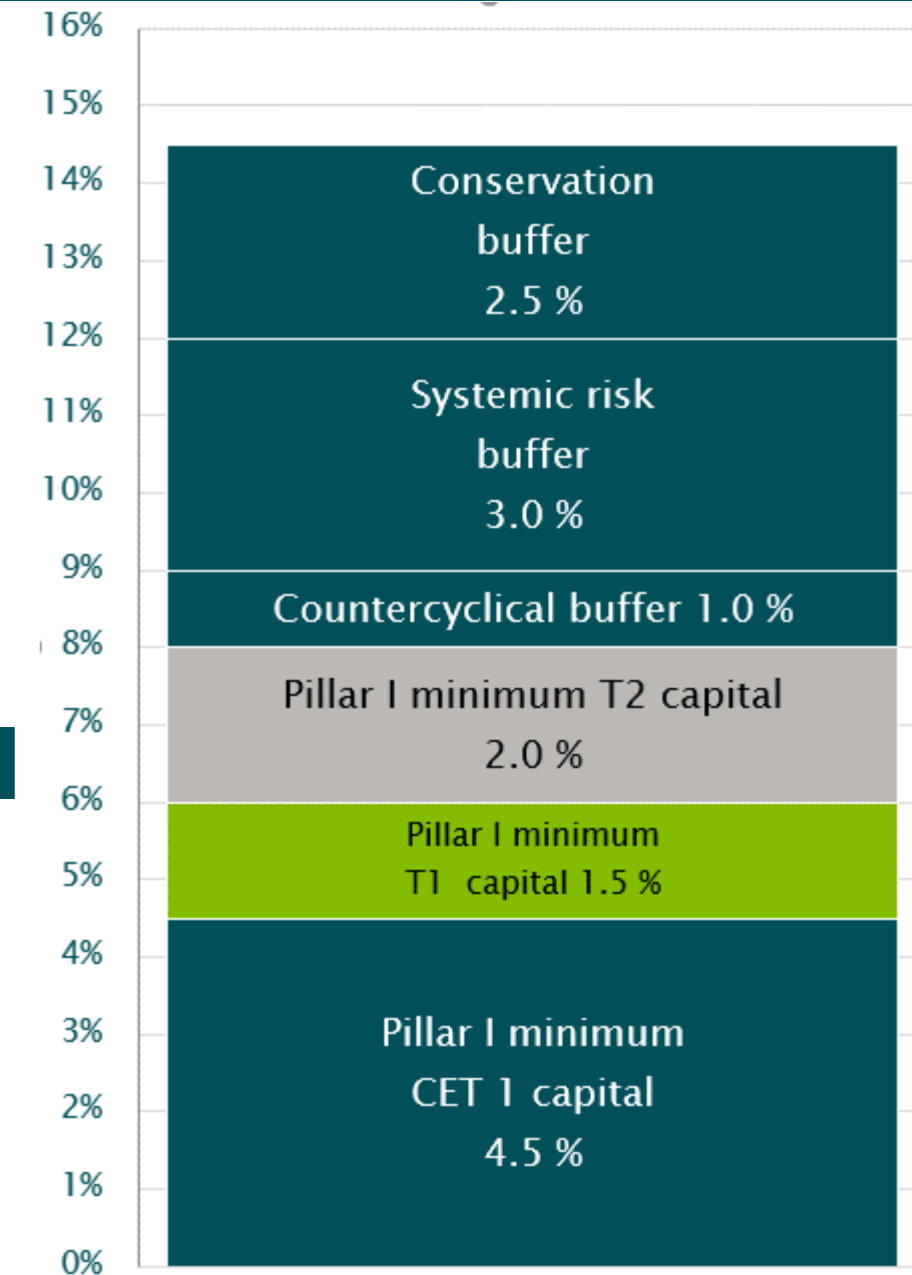 16%
15%
14%
13%
12%
11%
10%
9%
8%
7%
6%
5%
4%
3%
2%
1%
0%
Conservation
buffer
2.5 %
Systemic risk
buffer
3.0 %
Countercyclical buffer 1.0 %
Pillar I minimum T2 capital
2.0 %
Pillar I minimum
T1 capital 1.5 %
Pillar I minimum
CET 1 capital
4.5 %